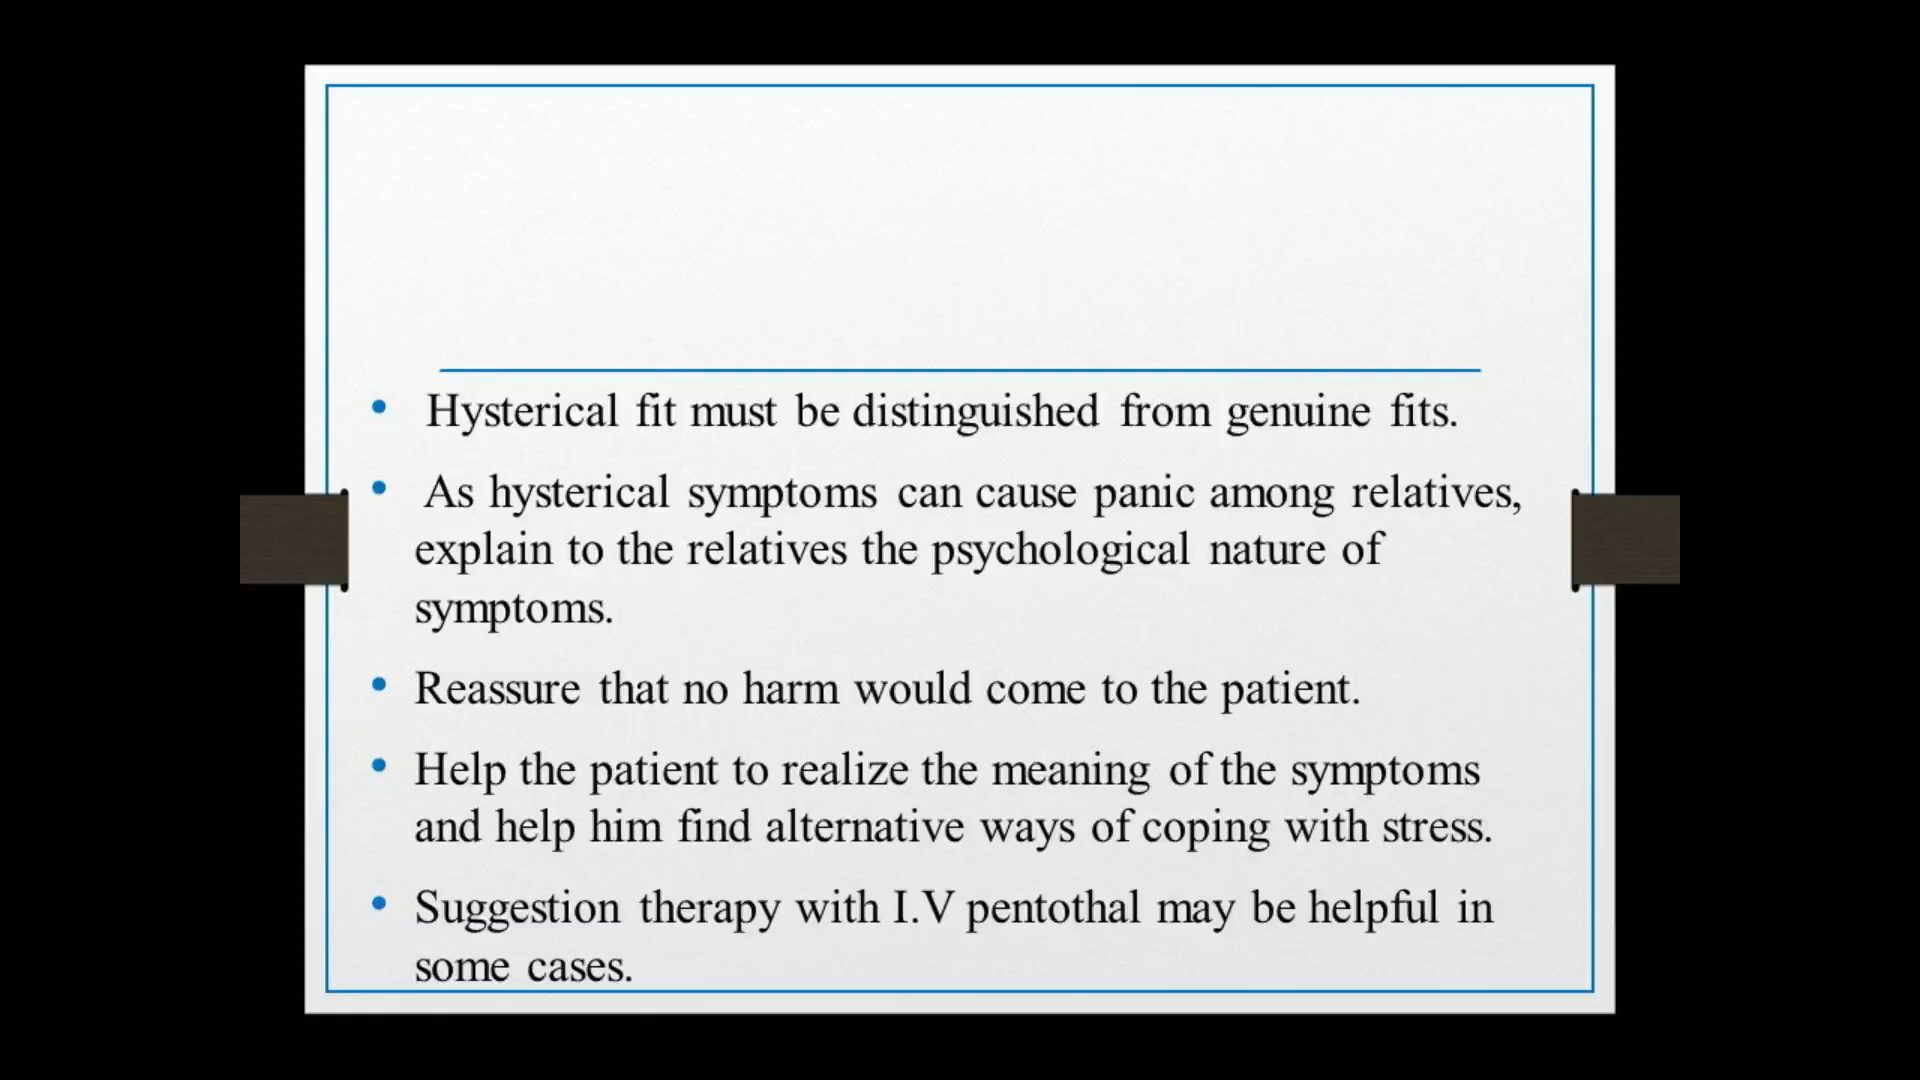 • Hysterical fit must be distinguished from genuine fits.
• As hysterical symptoms can cause panic among relatives,
explain to the relatives the psychological nature of
symptoms.
• Reassure that no harm would come to the patient.
• Help the patient to realize the meaning of the symptoms
and help him find alternative ways of coping with stress.
• Suggestion therapy with I.V pentothal may be helpful in
some cases.